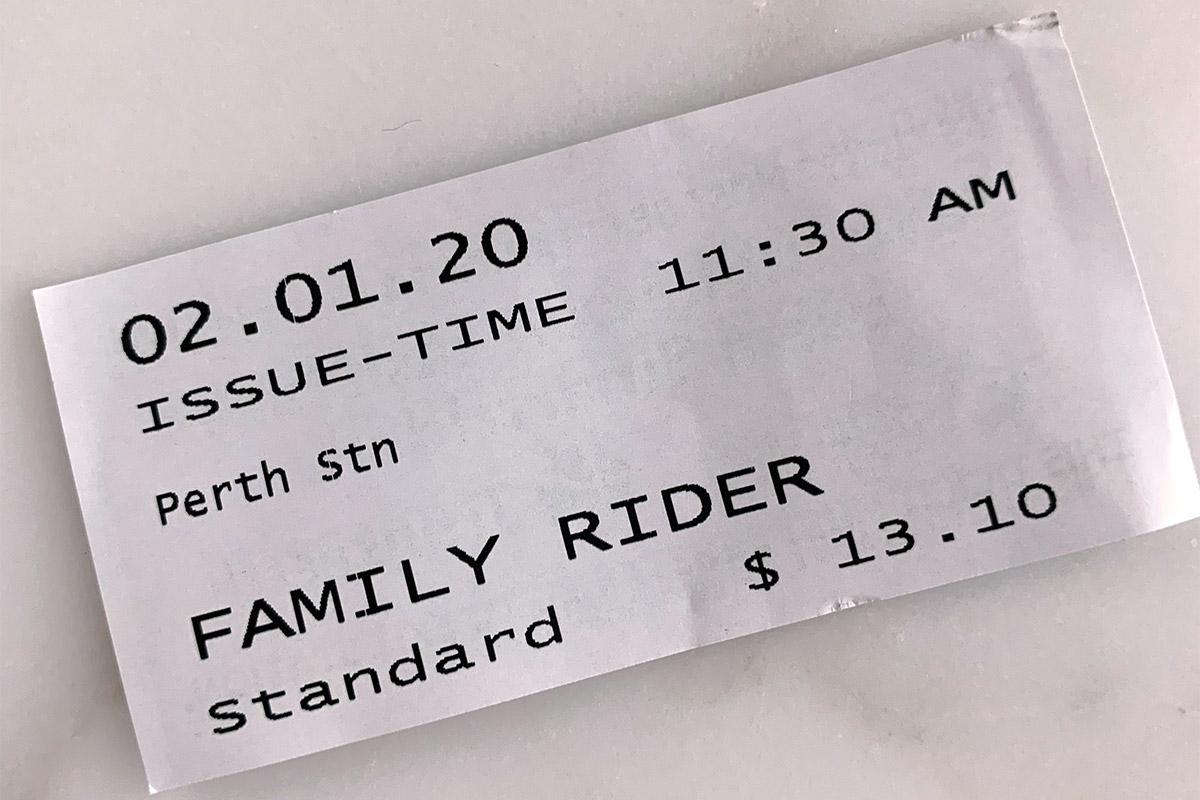 02.01.20
ISSUE-TIME 11:30 AM
Perth Stn
FAMILY RIDER
Standard $ 13.10